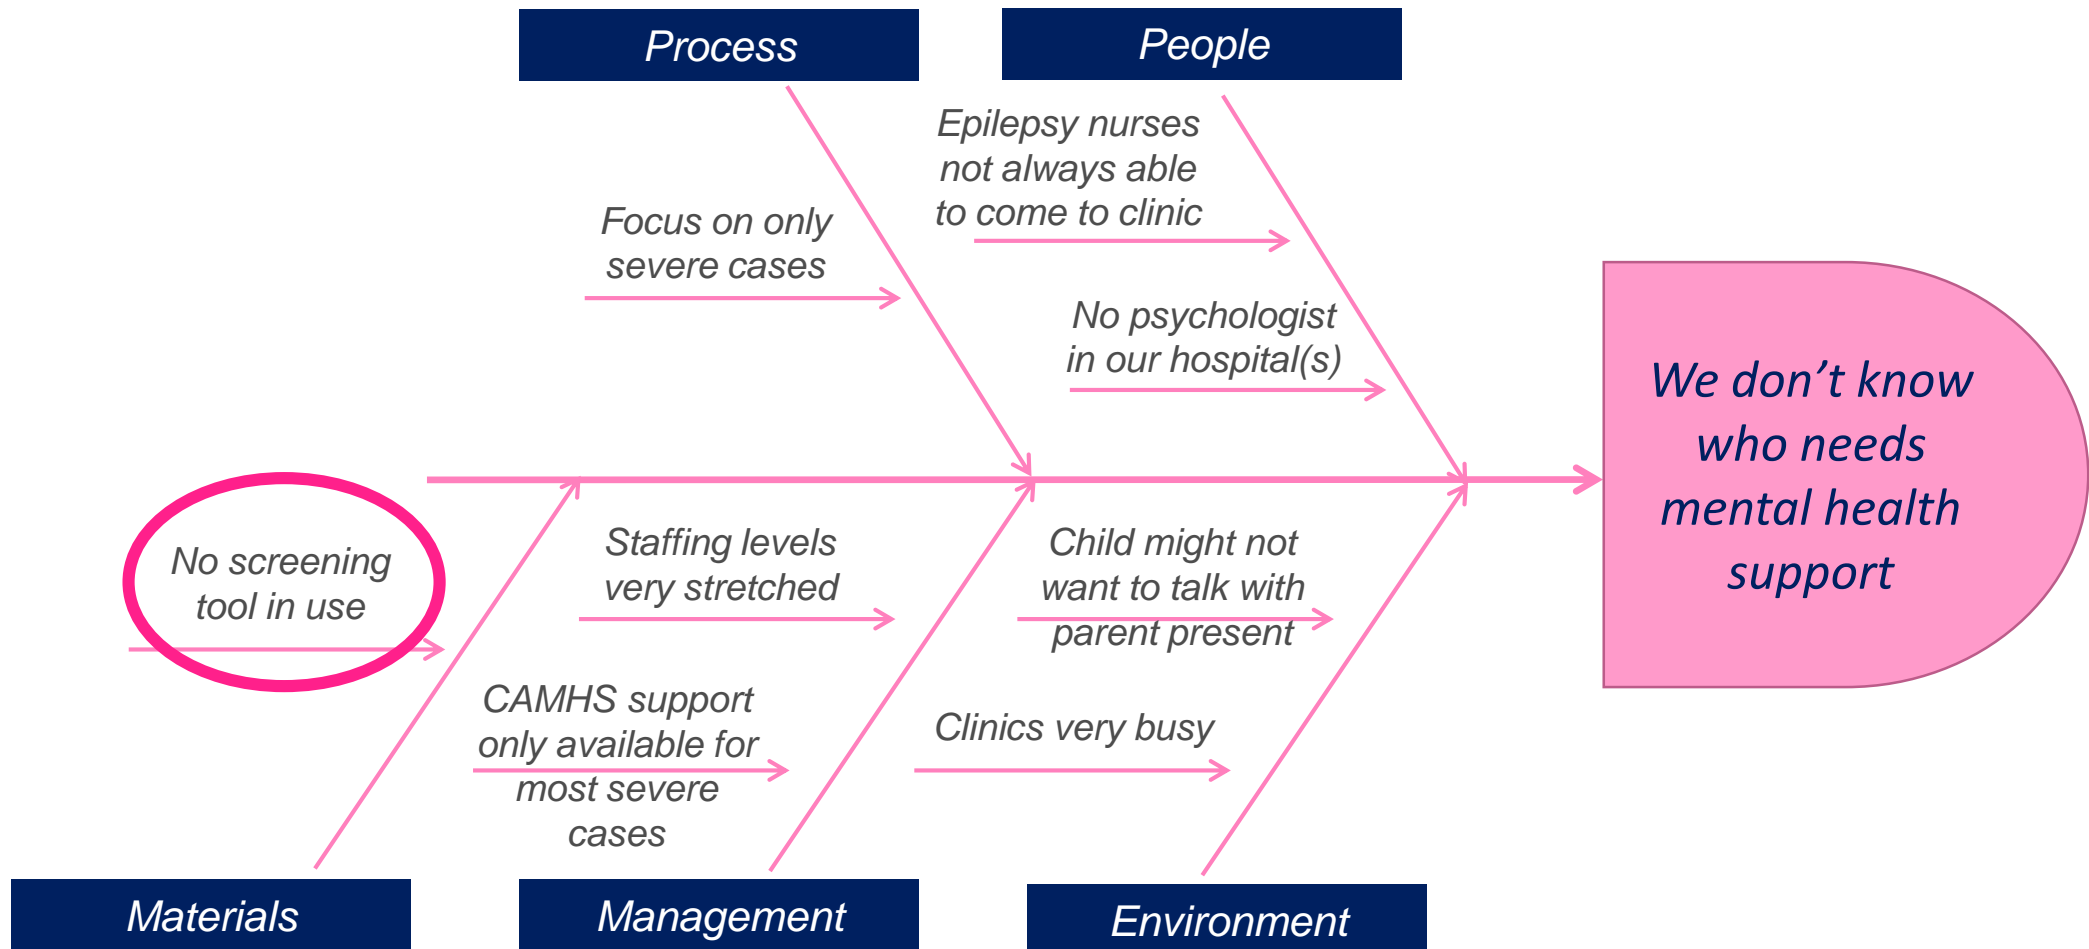 Process
People
Epilepsy nurses
not always able
to come to clinic
Focus on only
severe cases
No psychologist
in our hospital(s)
We don’t know
who needs
mental health
support
No screening
tool in use
Staffing levels
very stretched
Child might not
want to talk with
parent present
CAMHS support
only available for
most severe
cases
Clinics very busy
Materials
Management
Environment